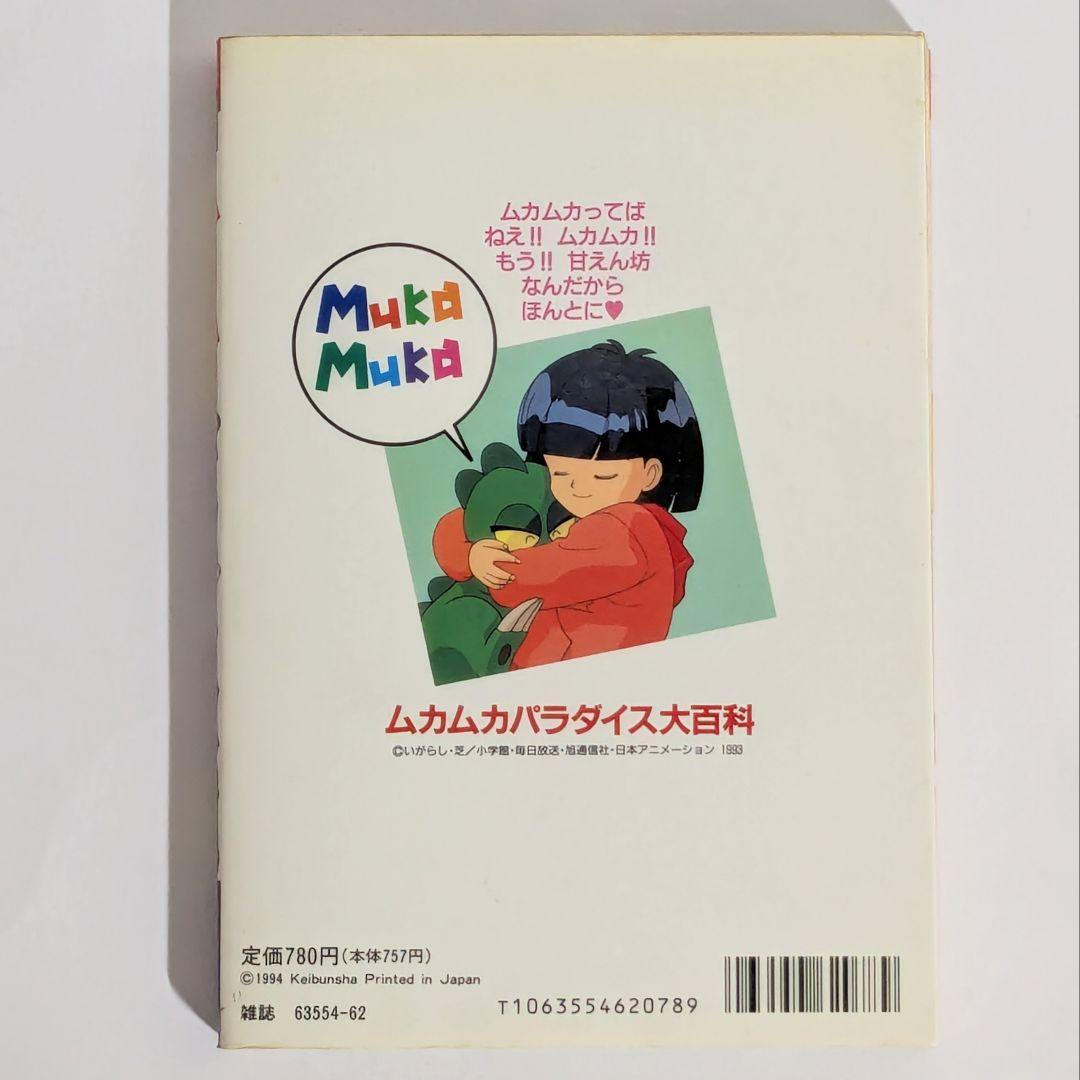 ムカムカってば
ねえ!! ムカムカ!!
もう!! 甘えん坊
なんだから
ほんとに♥
Muka
Muka
ムカムカパラダイス大百科
©いがらし・芝／小学館・毎日放送・旭通信社・日本アニメーション 1993
定価780円(本体757円)
©1994 Keibunsha Printed in Japan
雑誌 63554-62
T1063554620789